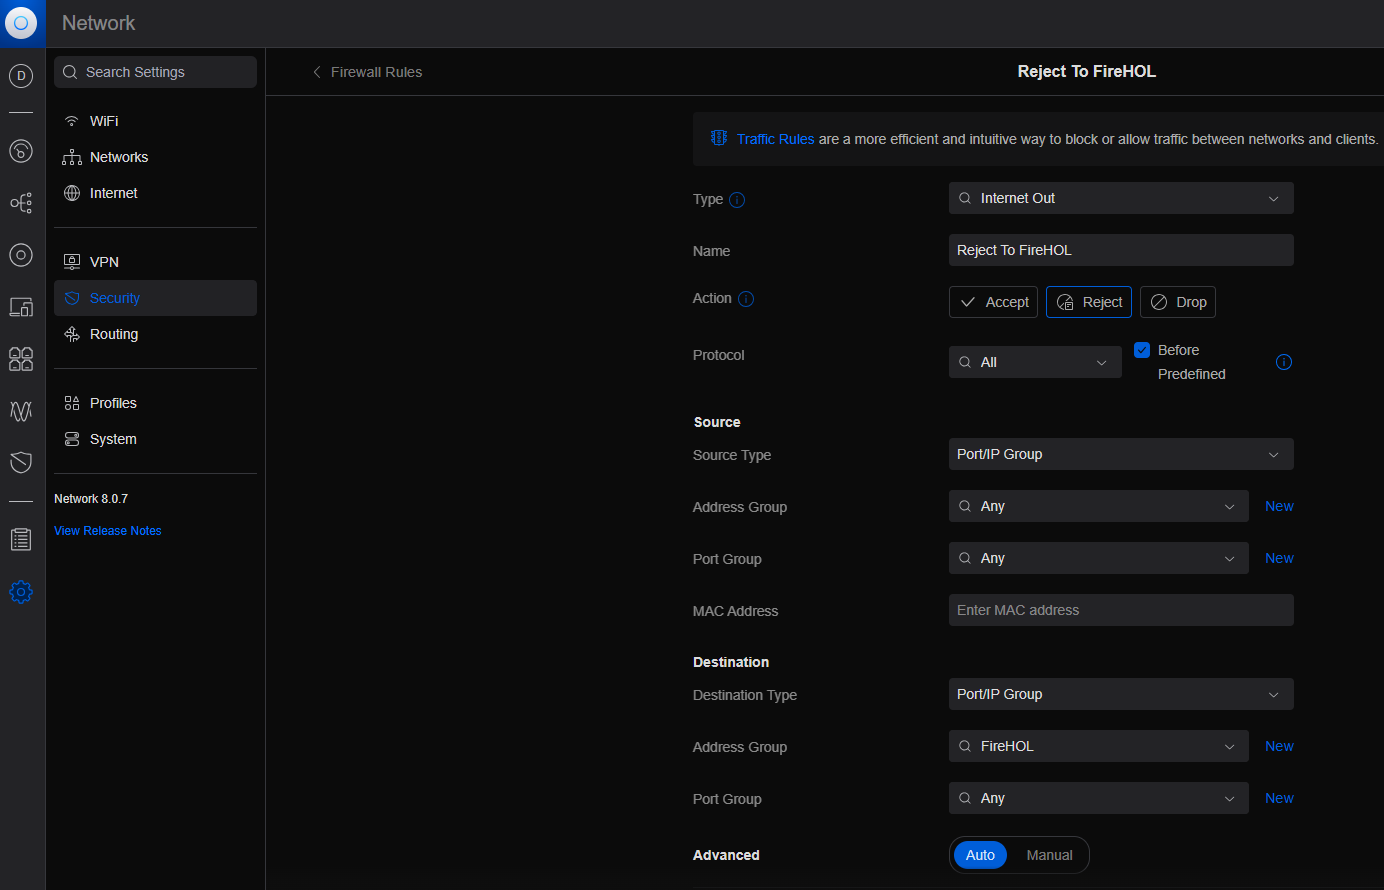 Network
D
Search Settings
WiFi
Networks
Internet
VPN
Security
Routing
Profiles
System
Network 8.0.7
View Release Notes
Firewall Rules
Reject To FireHOL
Traffic Rules are a more efficient and intuitive way to block or allow traffic between networks and clients.
Type Internet Out
Name Reject To FireHOL
Action Accept Reject Drop
Protocol All Before
Predefined
Source
Source Type Port/IP Group
Address Group Any New
Port Group Any New
MAC Address Enter MAC address
Destination
Destination Type Port/IP Group
Address Group FireHOL New
Port Group Any New
Advanced Auto Manual